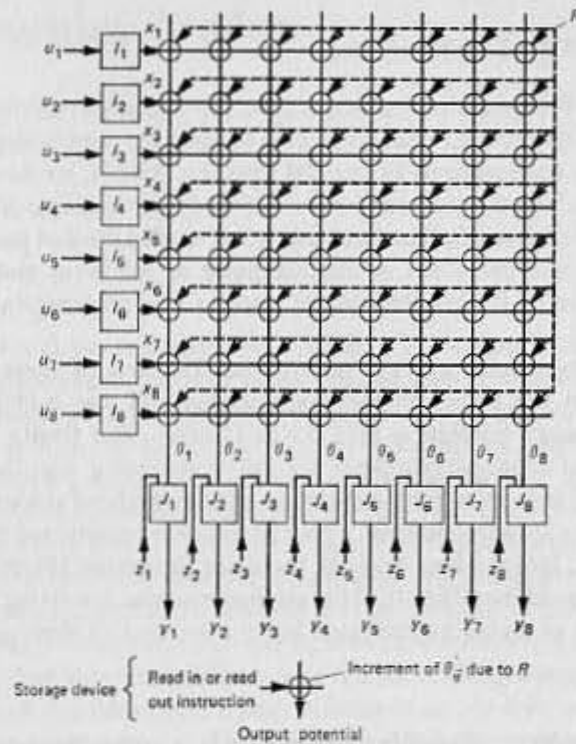 R
u1 I1 x1
u2 I2 x2
u3 I3 x3
u4 I4 x4
u5 I5 x5
u6 I6 x6
u7 I7 x7
u8 I8 x8
θ1 θ2 θ3 θ4 θ5 θ6 θ7 θ8
J1 J2 J3 J4 J5 J6 J7 J8
z1 z2 z3 z4 z5 z6 z7 z8
y1 y2 y3 y4 y5 y6 y7 y8
Storage device { Read in or read Increment of due to R
out instruction
Output potential